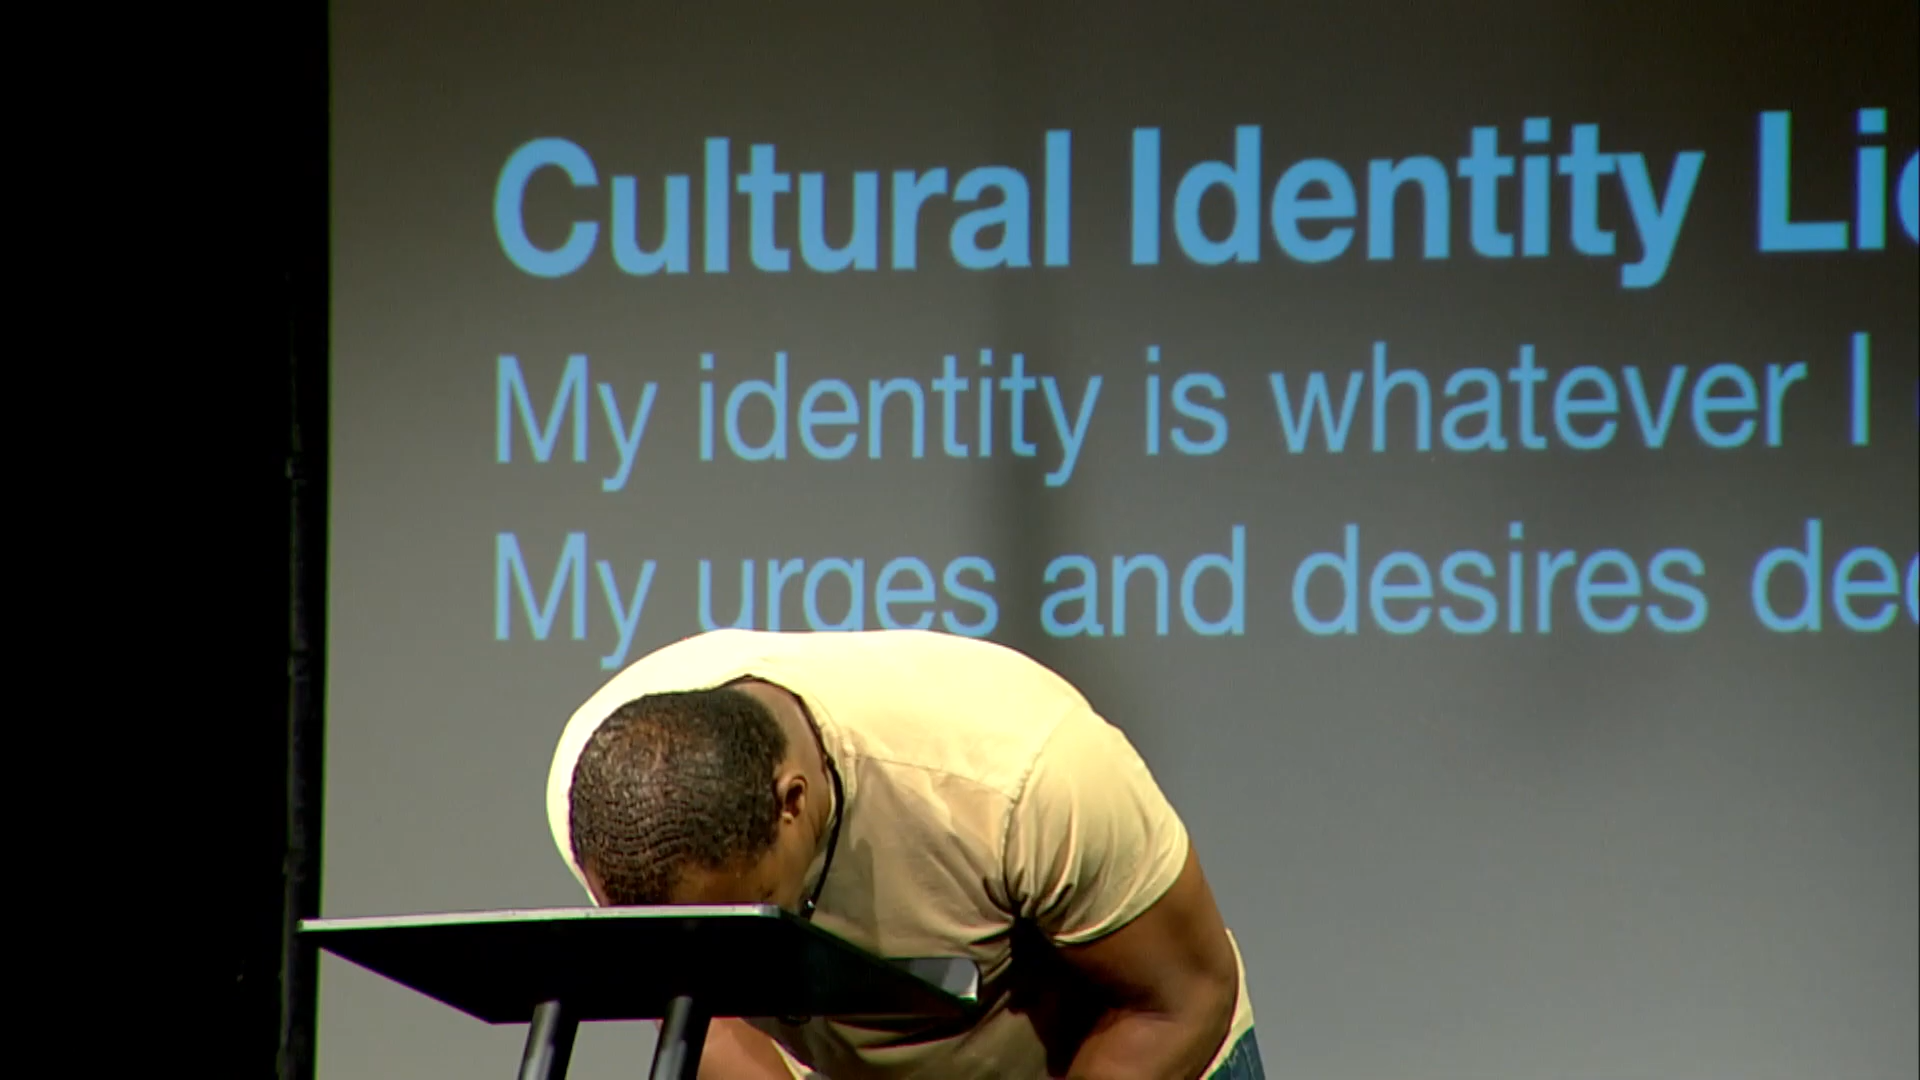 Cultural Identity
My identity is whatever I
My urges and desires